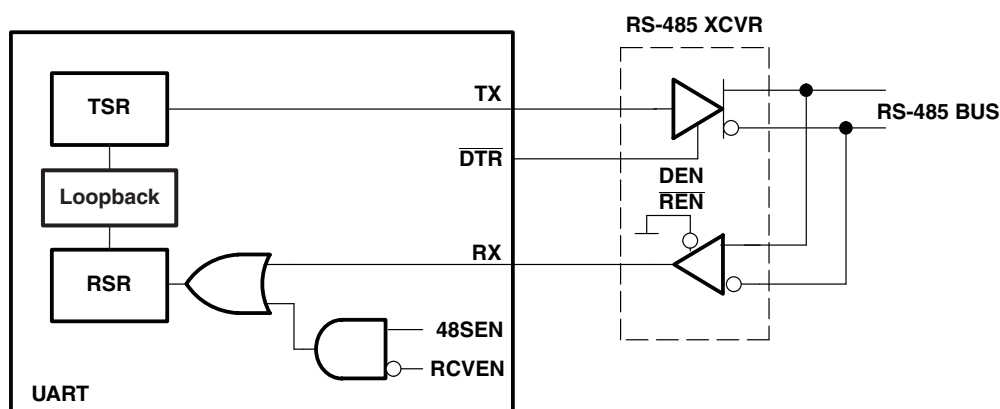 RS-485 XCVR
TSR
TX
RS-485 BUS
DTR
DEN
Loopback
REN
RX
RSR
48SEN
RCVEN
UART